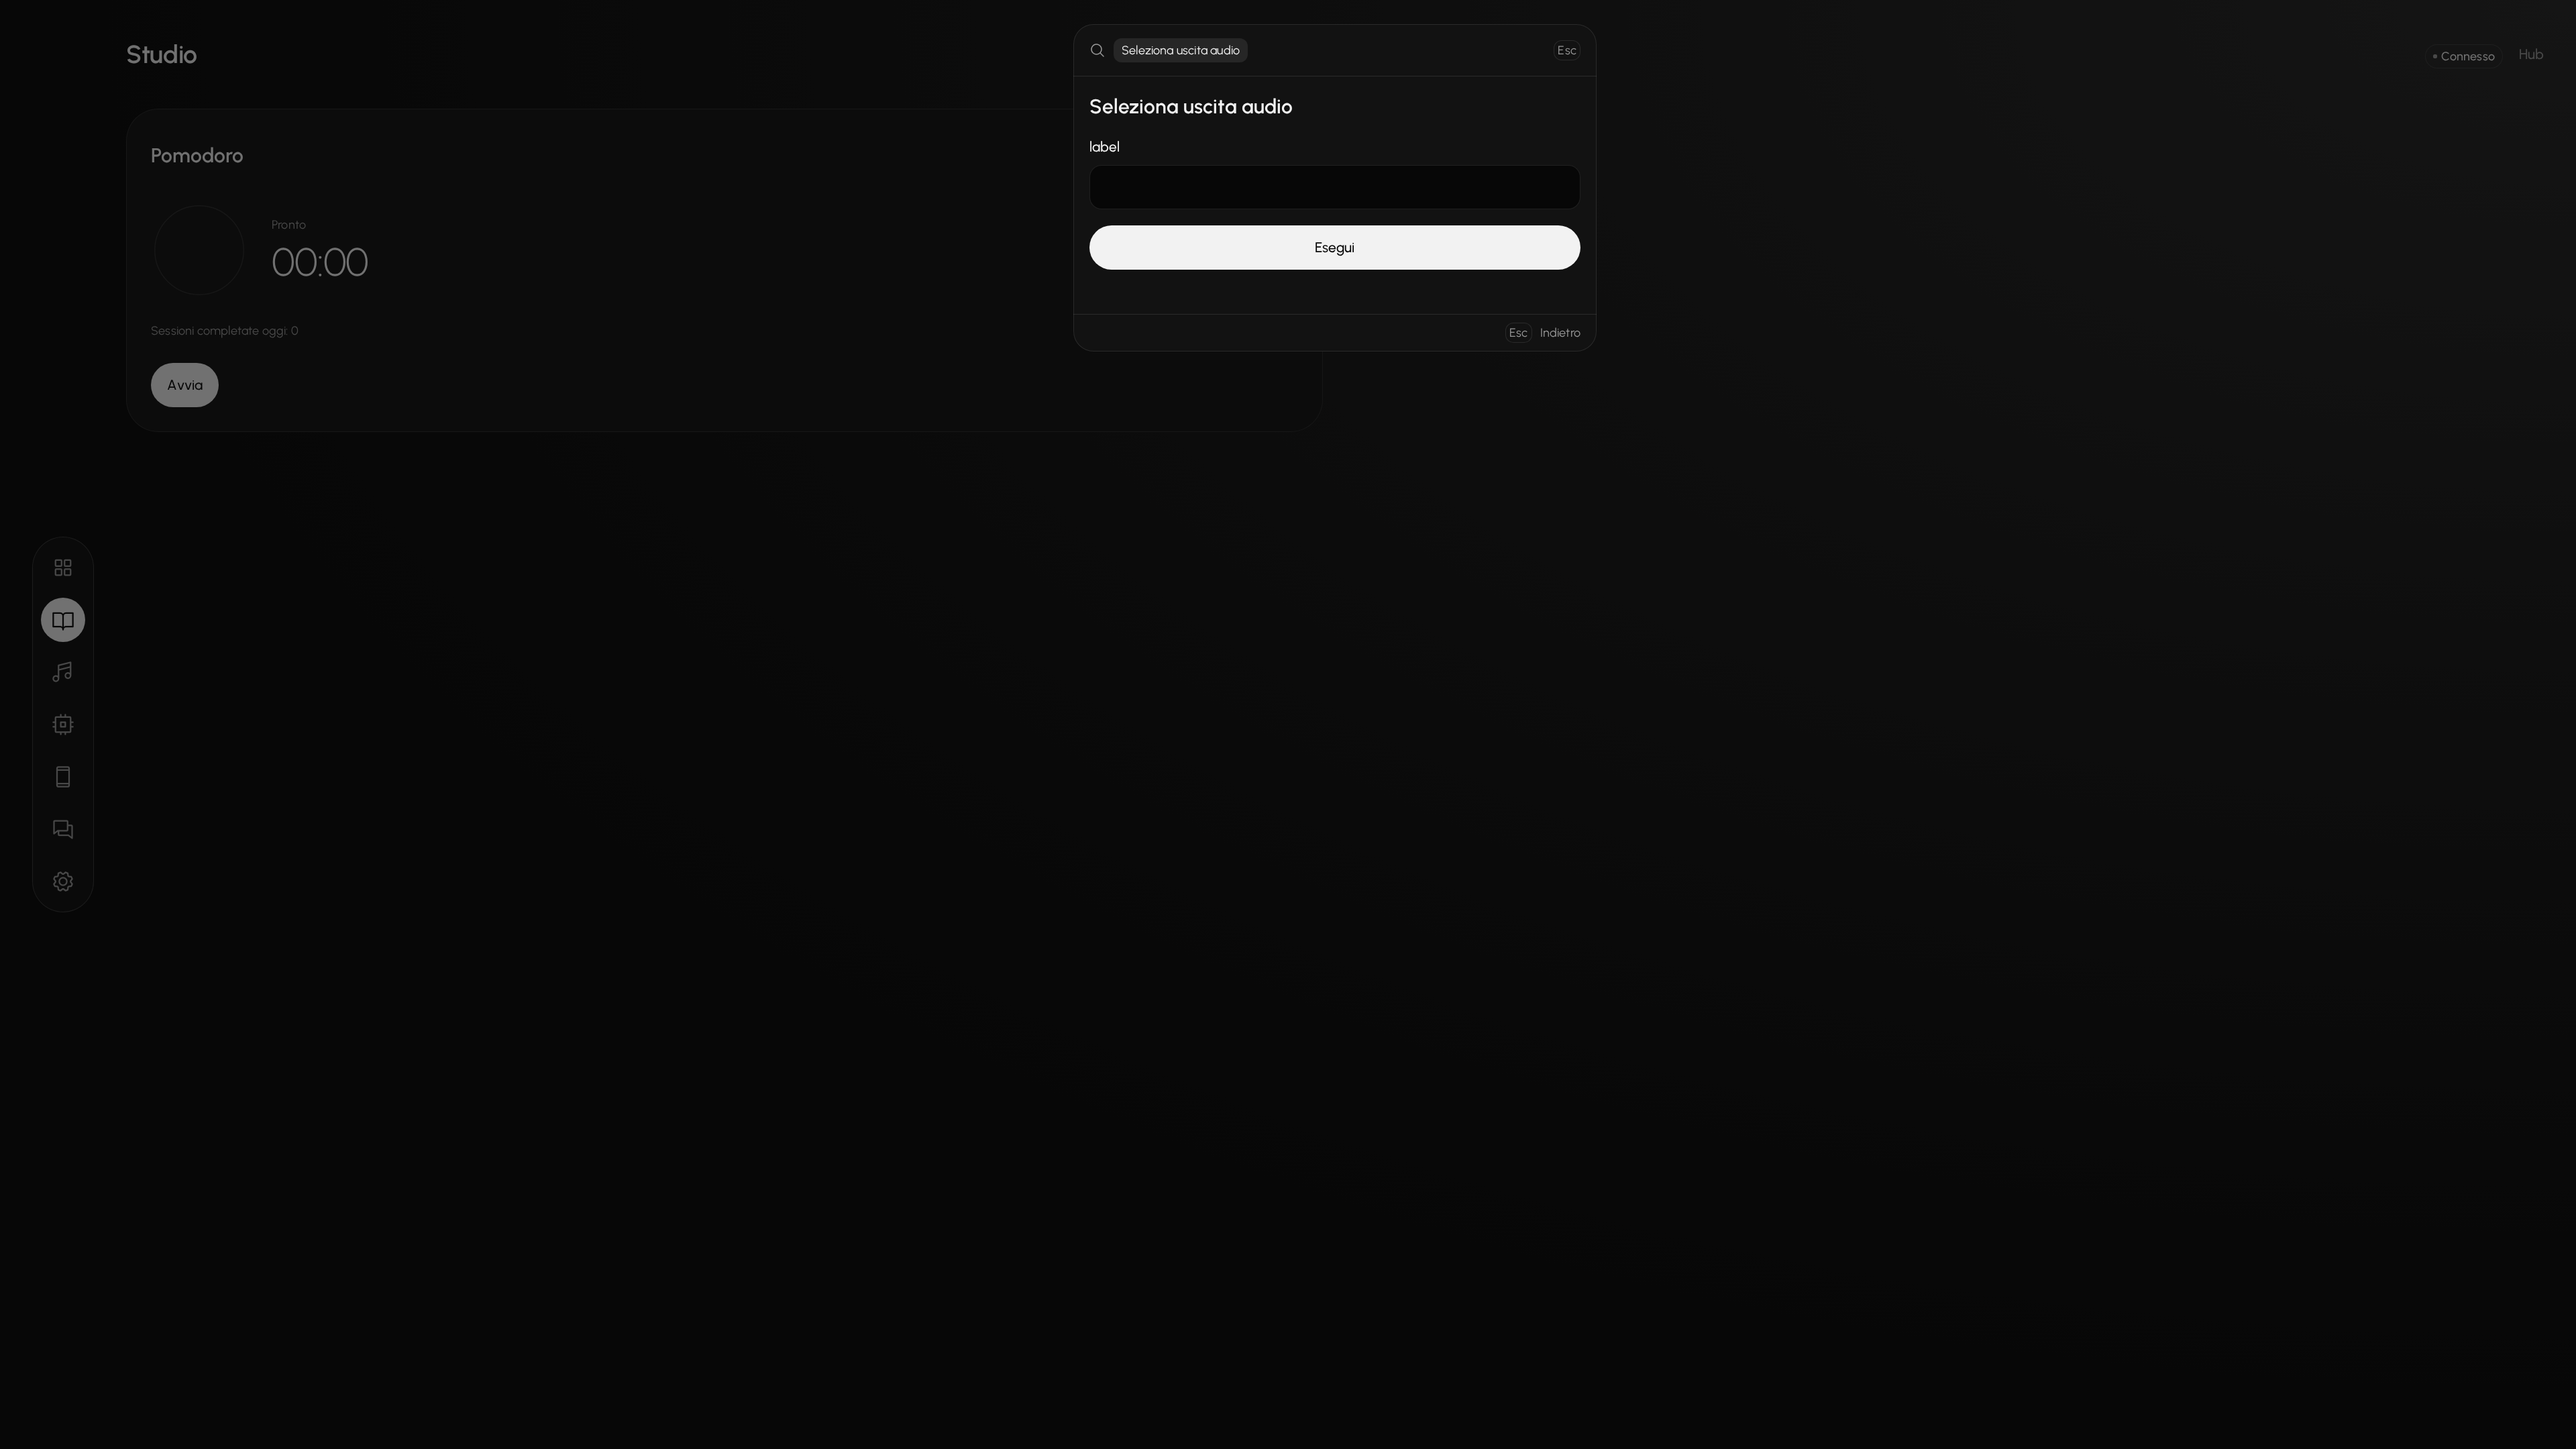 Studio
Seleziona uscita audio
Esc
Connesso
Hub
Seleziona uscita audio
label
Esegui
Esc Indietro
Pomodoro
Pronto
00:00
Sessioni completate oggi: 0
Avvia